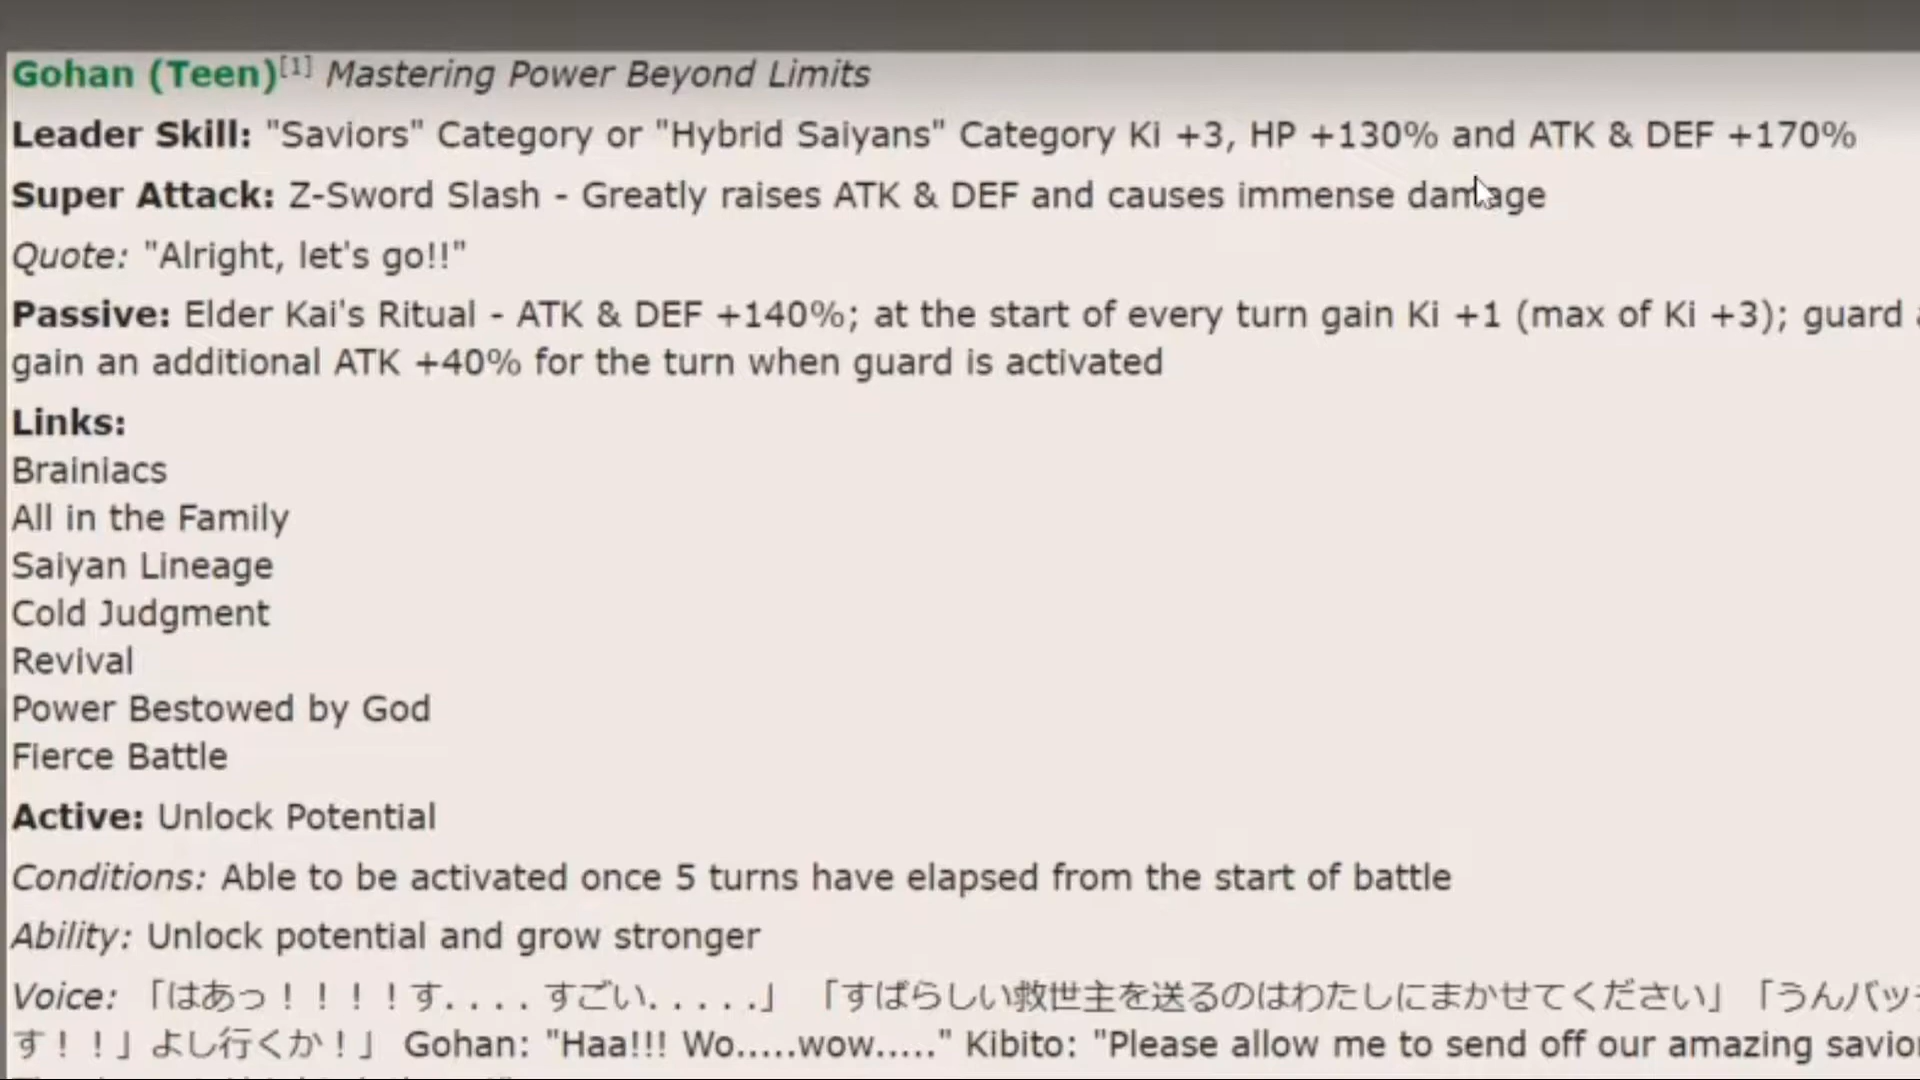 Gohan (Teen)[1] Mastering Power Beyond Limits
Leader Skill: "Saviors" Category or "Hybrid Saiyans" Category Ki +3, HP +130% and ATK & DEF +170%
Super Attack: Z-Sword Slash - Greatly raises ATK & DEF and causes immense damage
Quote: "Alright, let's go!!"
Passive: Elder Kai's Ritual - ATK & DEF +140%; at the start of every turn gain Ki +1 (max of Ki +3); guard
gain an additional ATK +40% for the turn when guard is activated
Links:
Brainiacs
All in the Family
Saiyan Lineage
Cold Judgment
Revival
Power Bestowed by God
Fierce Battle
Active: Unlock Potential
Conditions: Able to be activated once 5 turns have elapsed from the start of battle
Ability: Unlock potential and grow stronger
Voice: 「はあっ！！！！す. . . . すごい. . . . .」 「すばらしい救世主を送るのはわたしにまかせてください」「うんバッ
す！！」よし行くか！」 Gohan: "Haa!!! Wo.....wow....." Kibito: "Please allow me to send off our amazing savio